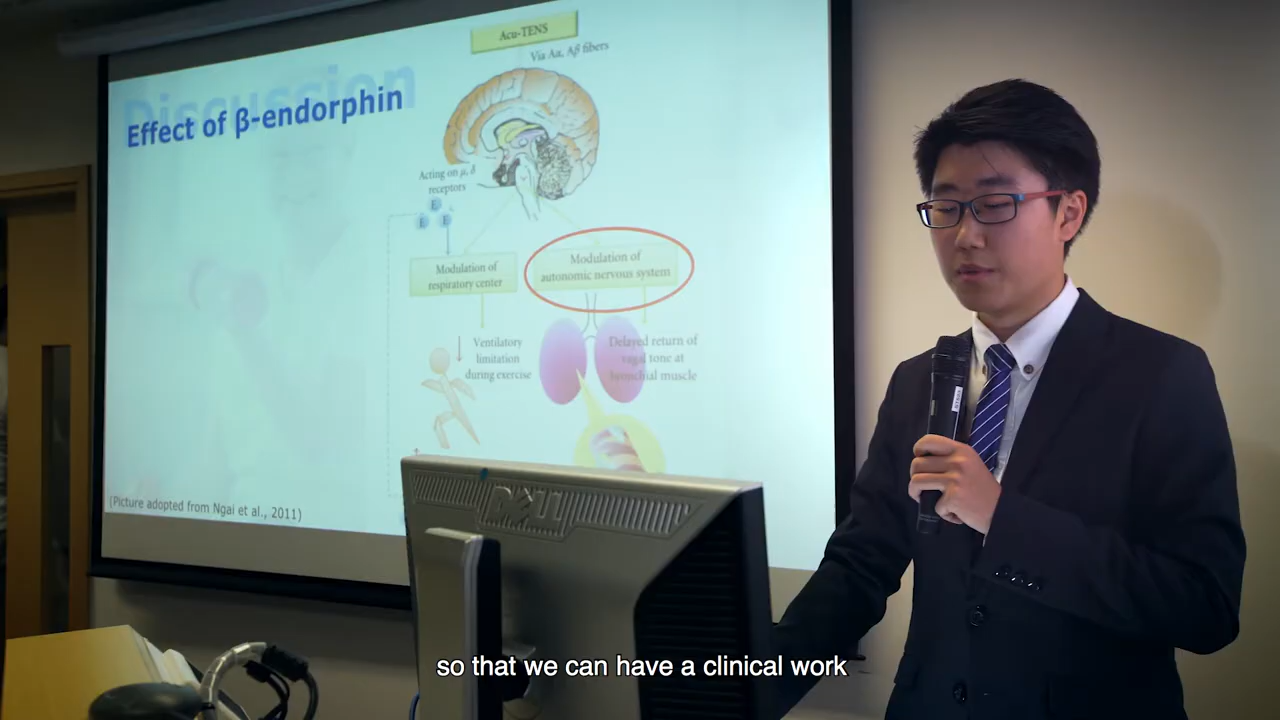 Acu-TENS
Via Aα, Aβ fibers
Discussion
Effect of β-endorphin
Acting on μ, δ
receptors
E
E
E
Modulation of
respiratory center
Modulation of
autonomic nervous system
Ventilatory
limitation
during exercise
Delayed return of
vagal tone at
bronchial muscle
(Picture adopted from Ngai et al., 2011)
DELL
so that we can have a clinical work